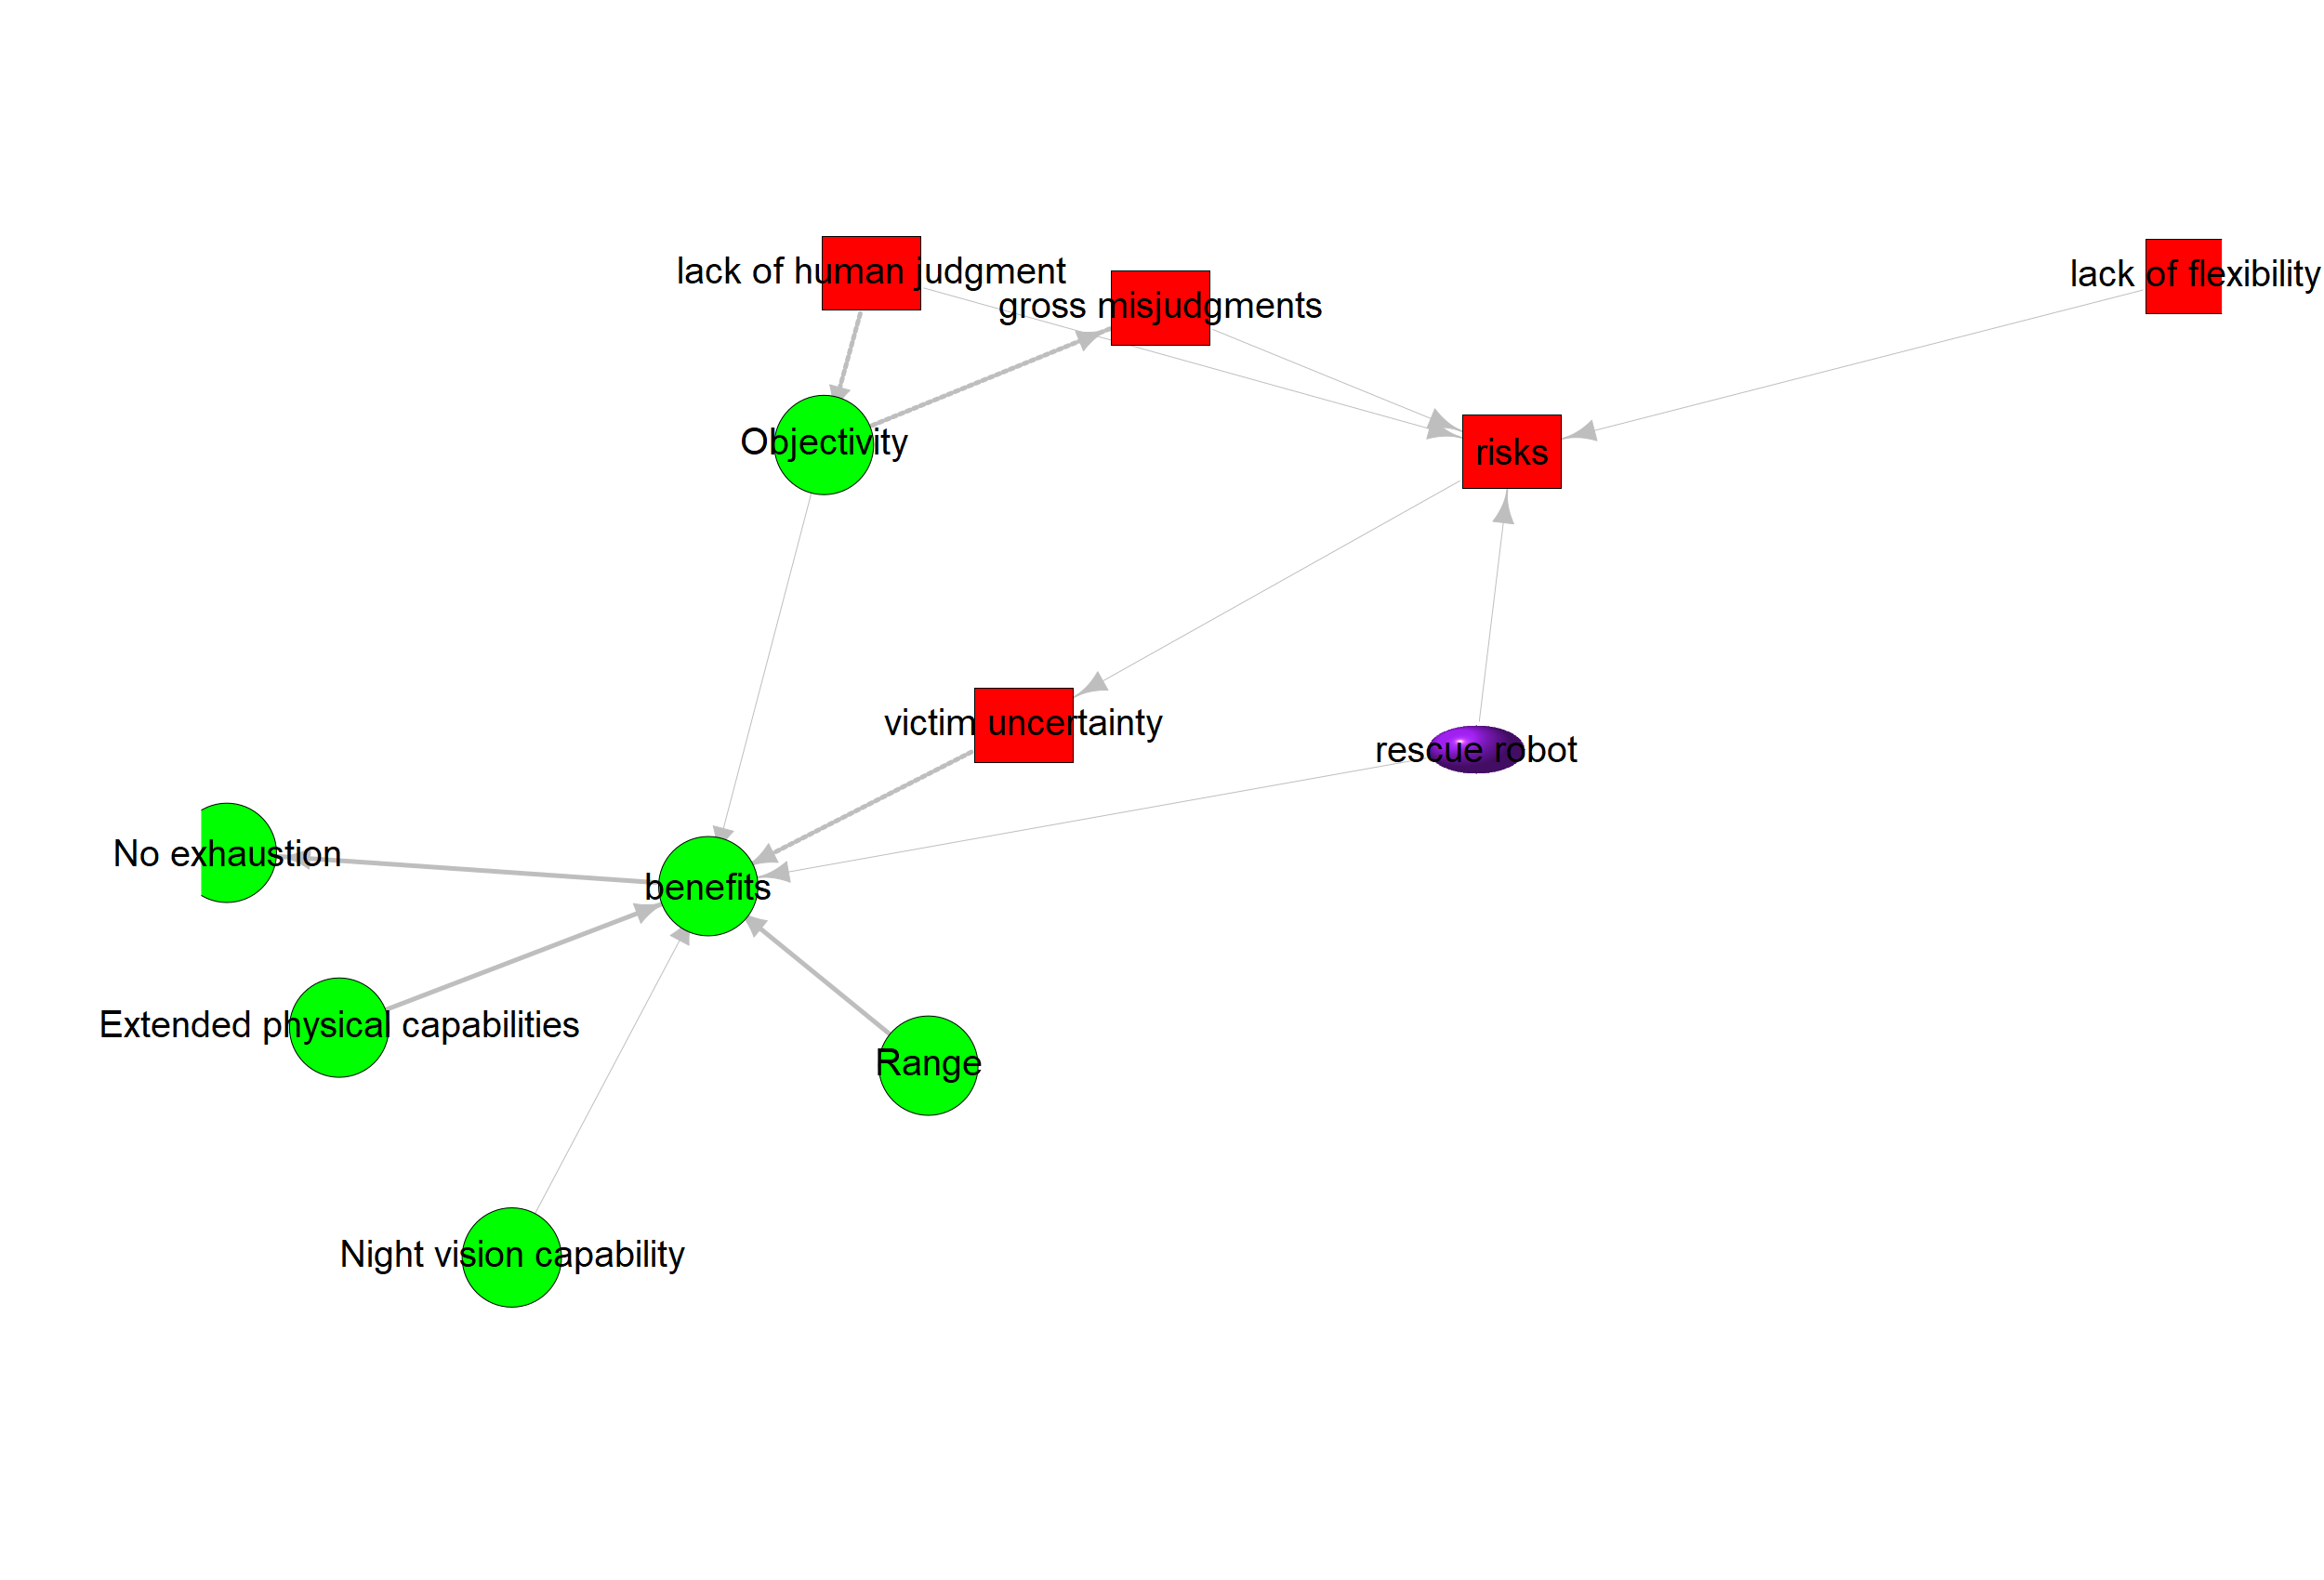 lack of human judgment
lack of flexibility
gross misjudgments
Objectivity
risks
victim uncertainty
rescue robot
No exhaustion
benefits
Extended physical capabilities
Range
Night vision capability